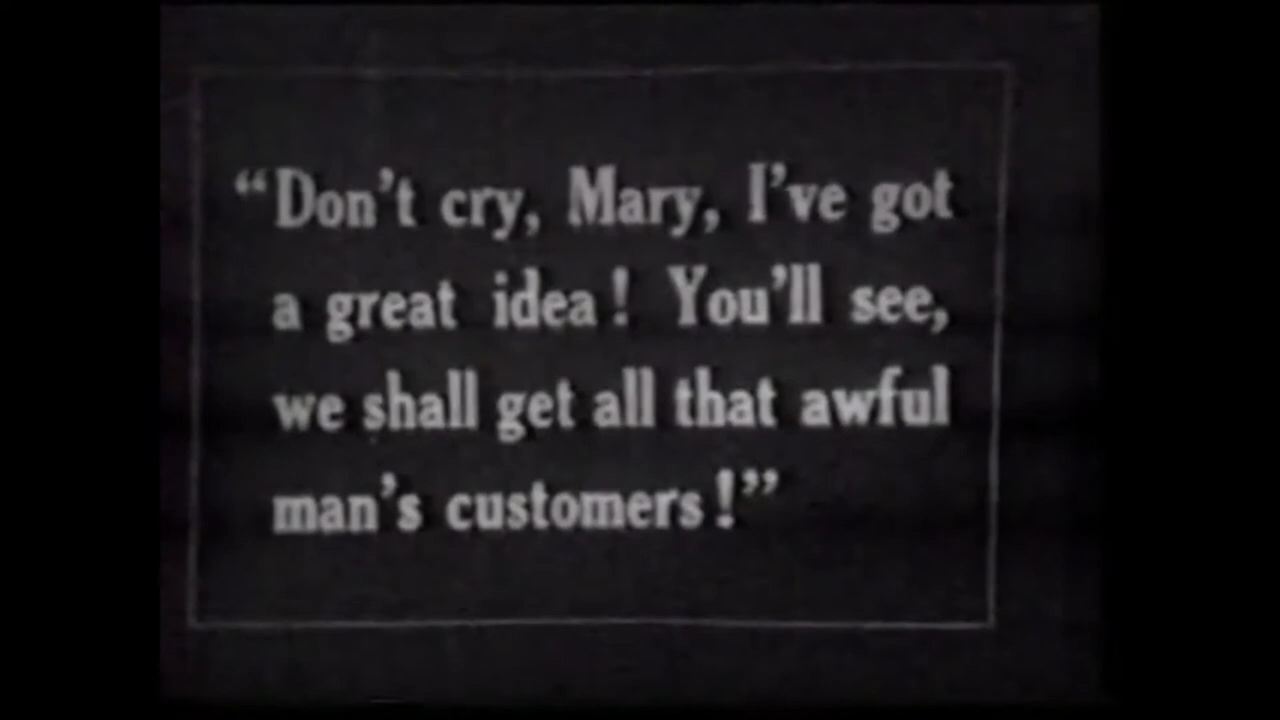 “Don’t cry, Mary, I’ve got
a great idea! You’ll see,
we shall get all that awful
man’s customers!”